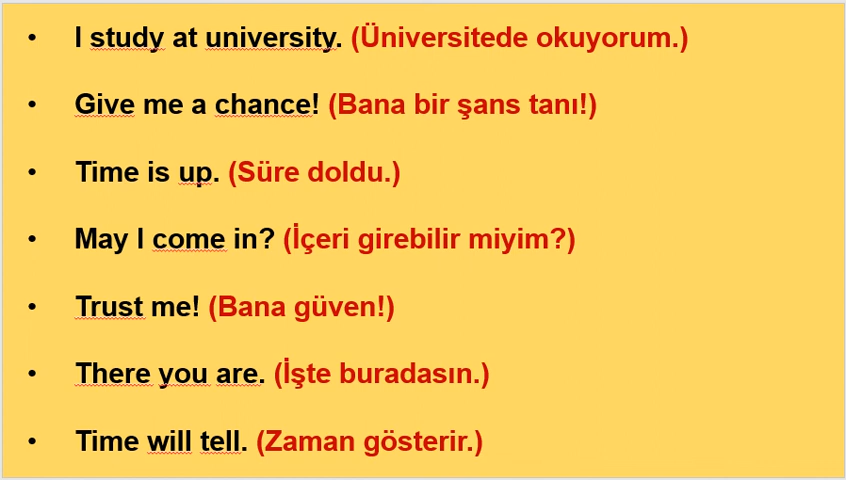 • I study at university. (Üniversitede okuyorum.)
• Give me a chance! (Bana bir şans tanı!)
• Time is up. (Süre doldu.)
• May I come in? (İçeri girebilir miyim?)
• Trust me! (Bana güven!)
• There you are. (İşte buradasın.)
• Time will tell. (Zaman gösterir.)